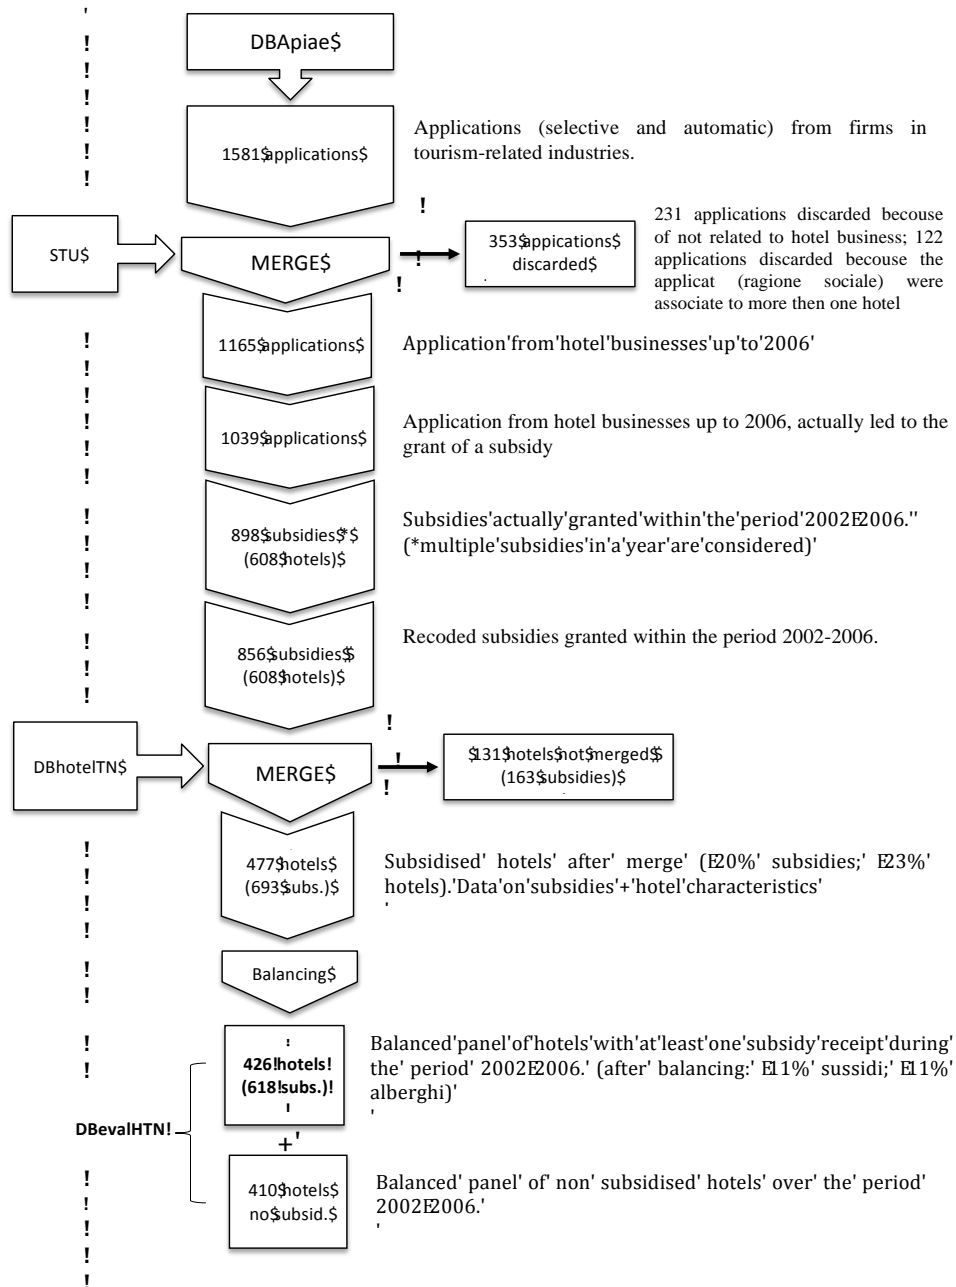 DBApiae$
1581$applications$
Applications (selective and automatic) from firms in
tourism-related industries.
STU$
MERGE$
353$appications$
discarded$
231 applications discarded becouse
of not related to hotel business; 122
applications discarded becouse the
applicat (ragione sociale) were
associate to more then one hotel
1165$applications$
Application'from'hotel'businesses'up'to'2006'
1039$applications$
Application from hotel businesses up to 2006, actually led to the
grant of a subsidy
898$subsidies$*$
(608$hotels)$
Subsidies'actually'granted'within'the'period'2002E2006.''
(*multiple'subsidies'in'a'year'are'considered)'
856$subsidies$$
(608$hotels)$
Recoded subsidies granted within the period 2002-2006.
DBhotelTN$
MERGE$
$131$hotels$not$merged$$
(163$subsidies)$
477$hotels$
(693$subs.)$
Subsidised' hotels' after' merge' (E20%' subsidies;' E23%'
hotels).'Data'on'subsidies'+'hotel'characteristics'
'
Balancing$
!
426!hotels!
(618!subs.)!
!
Balanced'panel'of'hotels'with'at'least'one'subsidy'receipt'during'
the' period' 2002E2006.' (after' balancing:' E11%' sussidi;' E11%'
alberghi)'
'
DBevalHTN!
+'
410$hotels$
no$subsid.$
Balanced' panel' of' non' subsidised' hotels' over' the' period'
2002E2006.'
'